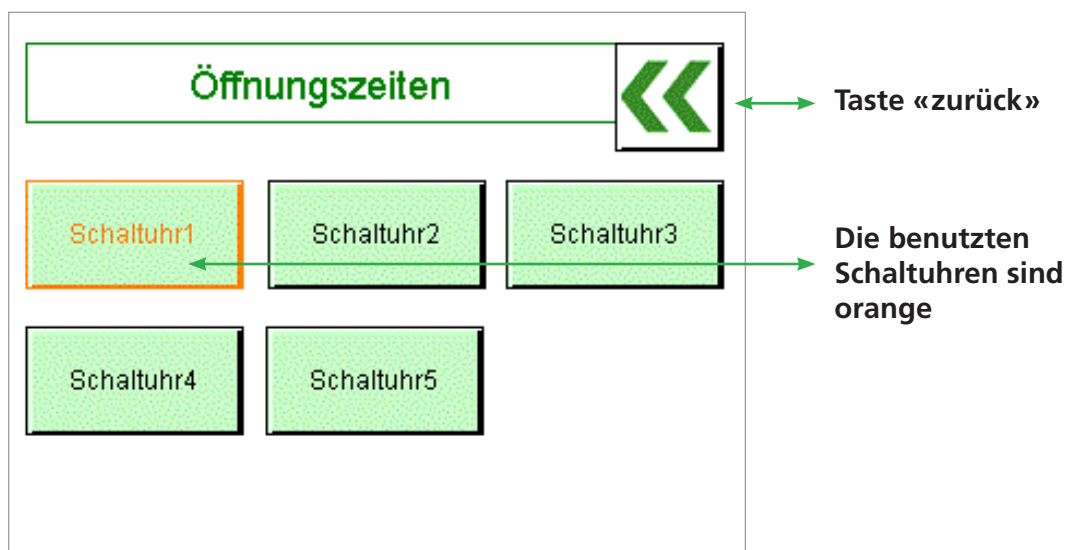 Öffnungszeiten
Taste «zurück»
Schaltuhr1
Schaltuhr2
Schaltuhr3
Die benutzten
Schaltuhren sind
orange
Schaltuhr4
Schaltuhr5